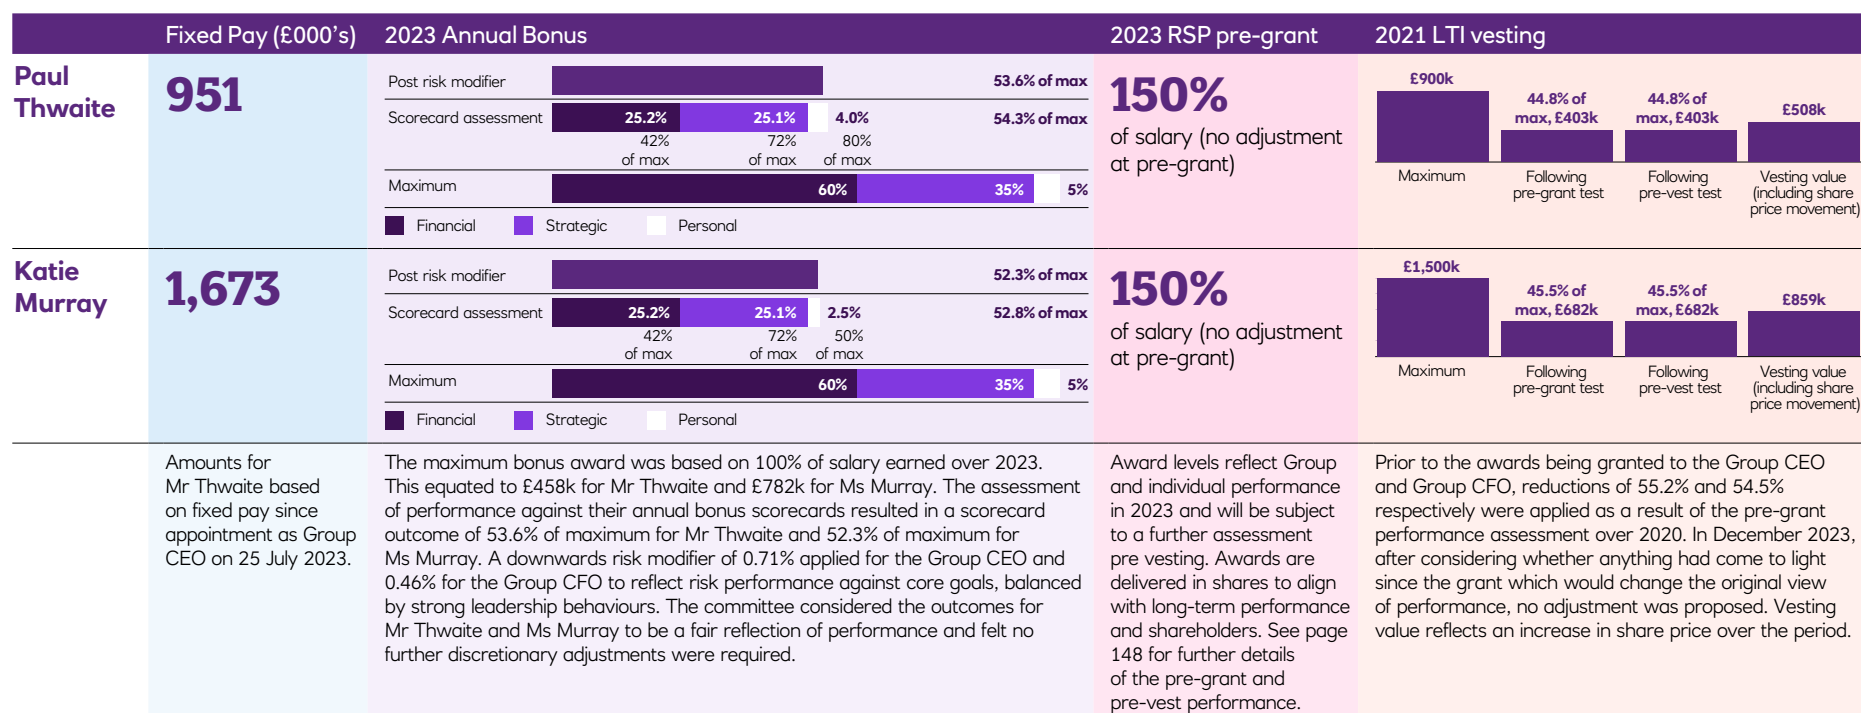 Fixed Pay (£000's) 2023 Annual Bonus 2023 RSP pre-grant 2021 LTI vesting
Paul
Thwaite
951
Post risk modifier 53.6% of max
Scorecard assessment 25.2% 25.1% 4.0% 54.3% of max
42% 72% 80%
of max of max of max
Maximum 60% 35% 5%
Financial Strategic Personal
150%
of salary (no adjustment
at pre-grant)
£900k
44.8% of
max, £403k
44.8% of
max, £403k
£508k
Maximum
Following
pre-grant test
Following
pre-vest test
Vesting value
(including share
price movement)
Katie
Murray
1,673
Post risk modifier 52.3% of max
Scorecard assessment 25.2% 25.1% 2.5% 52.8% of max
42% 72% 50%
of max of max of max
Maximum 60% 35% 5%
Financial Strategic Personal
150%
of salary (no adjustment
at pre-grant)
£1,500k
45.5% of
max, £682k
45.5% of
max, £682k
£859k
Maximum
Following
pre-grant test
Following
pre-vest test
Vesting value
(including share
price movement)
Amounts for
Mr Thwaite based
on fixed pay since
appointment as Group
CEO on 25 July 2023.
The maximum bonus award was based on 100% of salary earned over 2023.
This equated to £458k for Mr Thwaite and £782k for Ms Murray. The assessment
of performance against their annual bonus scorecards resulted in a scorecard
outcome of 53.6% of maximum for Mr Thwaite and 52.3% of maximum for
Ms Murray. A downwards risk modifier of 0.71% applied for the Group CEO and
0.46% for the Group CFO to reflect risk performance against core goals, balanced
by strong leadership behaviours. The committee considered the outcomes for
Mr Thwaite and Ms Murray to be a fair reflection of performance and felt no
further discretionary adjustments were required.
Award levels reflect Group
and individual performance
in 2023 and will be subject
to a further assessment
pre vesting. Awards are
delivered in shares to align
with long-term performance
and shareholders. See page
148 for further details
of the pre-grant and
pre-vest performance.
Prior to the awards being granted to the Group CEO
and Group CFO, reductions of 55.2% and 54.5%
respectively were applied as a result of the pre-grant
performance assessment over 2020. In December 2023,
after considering whether anything had come to light
since the grant which would change the original view
of performance, no adjustment was proposed. Vesting
value reflects an increase in share price over the period.